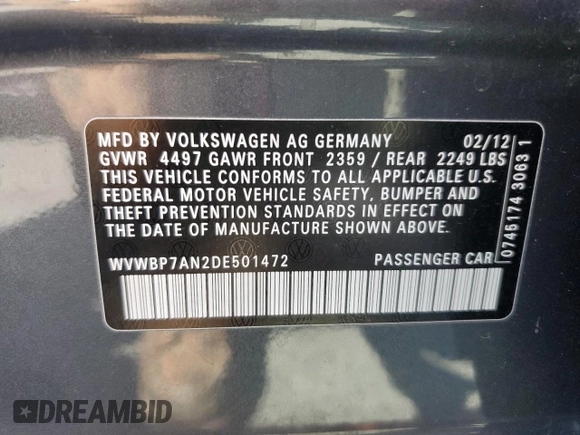 MFD BY VOLKSWAGEN AG GERMANY 02/12
GVWR 4497 GAWR FRONT 2359 / REAR 2249 LBS
THIS VEHICLE CONFORMS TO ALL APPLICABLE U.S.
FEDERAL MOTOR VEHICLE SAFETY, BUMPER AND
THEFT PREVENTION STANDARDS IN EFFECT ON
THE DATE OF MANUFACTURE SHOWN ABOVE.
WVWBP7AN2DE501472 PASSENGER CAR
0745174 3063 1
DREAMBID